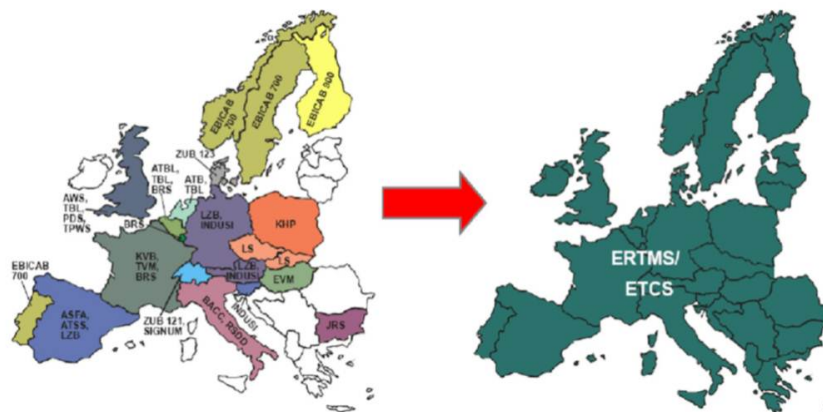 EBICAB
700
EBICAB 700
EBICAB 900
ZUB 123
ATBL,
TBL,
BRS
ATB,
TBL
AWS,
TBL,
PDS,
TPWS
BRS
LZB,
INDUSI
KHP
LS
LS
KVB,
TVM,
BRS
LZB,
INDUSI
EVM
EBICAB
700
ASFA,
ATSS,
LZB
ZUB 121,
SIGNUM
BACC, RSDD
INDUSI
JRS
ERTMS/
ETCS